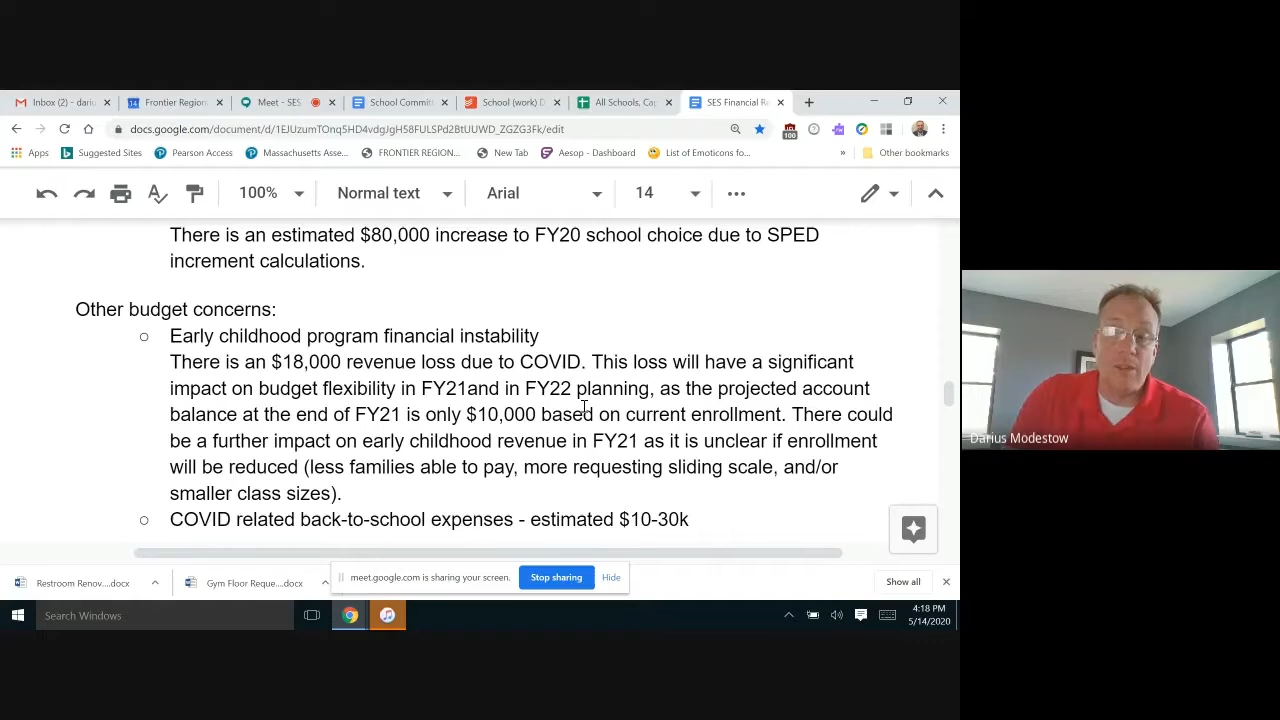 Inbox (2) - dariu
Frontier Region
Meet - SES
School Committ
School (work) D
All Schools, Cap
SES Financial Re
docs.google.com/document/d/1EJUzumTOnq5HD4vdgJgH58FULSPd2BtUUWD_ZGZG3Fk/edit
100
Apps
Suggested Sites
Pearson Access
Massachusetts Asse...
FRONTIER REGION...
New Tab
Aesop - Dashboard
List of Emoticons fo...
»
Other bookmarks
100%
Normal text
Arial
14
There is an estimated $80,000 increase to FY20 school choice due to SPED
increment calculations.
Other budget concerns:
Early childhood program financial instability
There is an $18,000 revenue loss due to COVID. This loss will have a significant
impact on budget flexibility in FY21and in FY22 planning, as the projected account
balance at the end of FY21 is only $10,000 based on current enrollment. There could
be a further impact on early childhood revenue in FY21 as it is unclear if enrollment
will be reduced (less families able to pay, more requesting sliding scale, and/or
smaller class sizes).
COVID related back-to-school expenses - estimated $10-30k
Darius Modestow
Restroom Renov....docx
Gym Floor Reque....docx
meet.google.com is sharing your screen.
Stop sharing
Hide
Show all
Search Windows
4:18 PM
5/14/2020